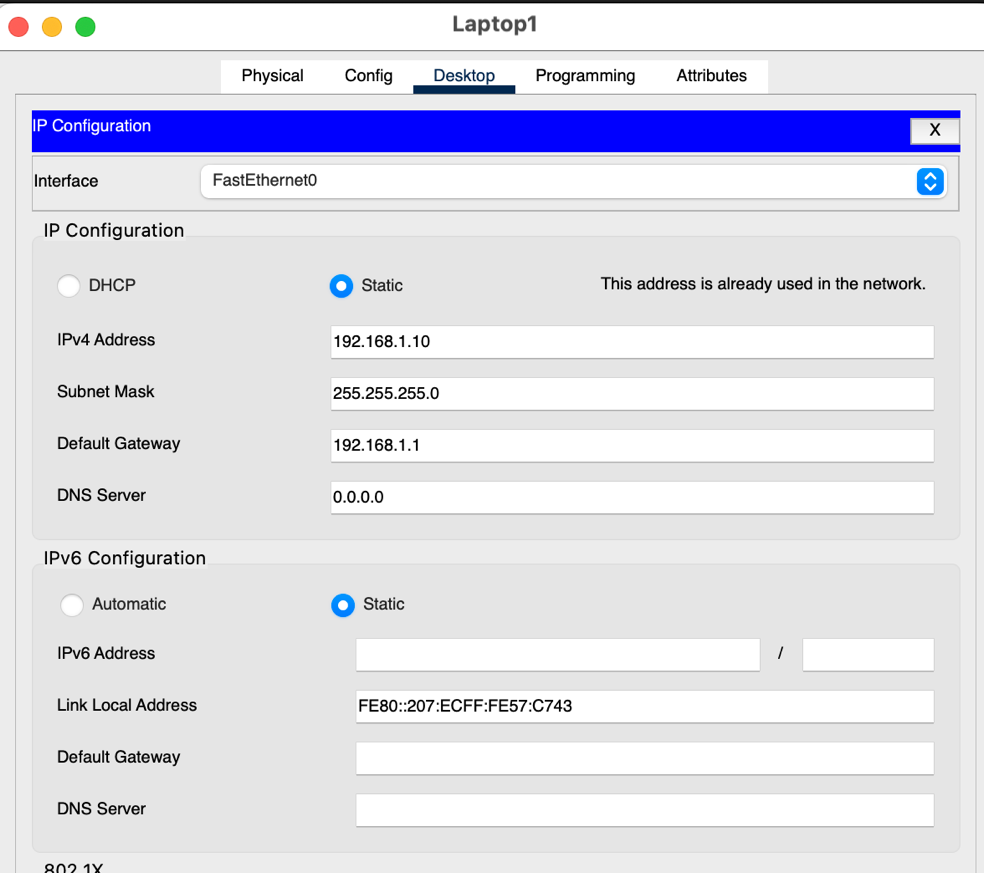 Laptop1
Physical Config Desktop Programming Attributes
IP Configuration X
Interface FastEthernet0
IP Configuration
DHCP Static This address is already used in the network.
IPv4 Address 192.168.1.10
Subnet Mask 255.255.255.0
Default Gateway 192.168.1.1
DNS Server 0.0.0.0
IPv6 Configuration
Automatic Static
IPv6 Address /
Link Local Address FE80::207:ECFF:FE57:C743
Default Gateway
DNS Server
802.1X